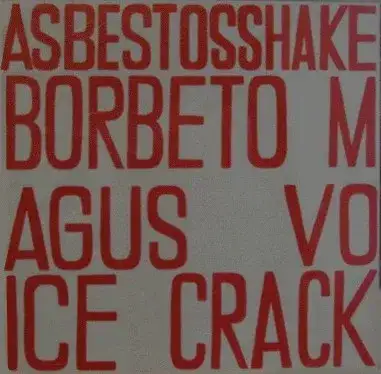 ASBESTOSSHAKE
BORBETO M
AGUS VO
ICE CRACK